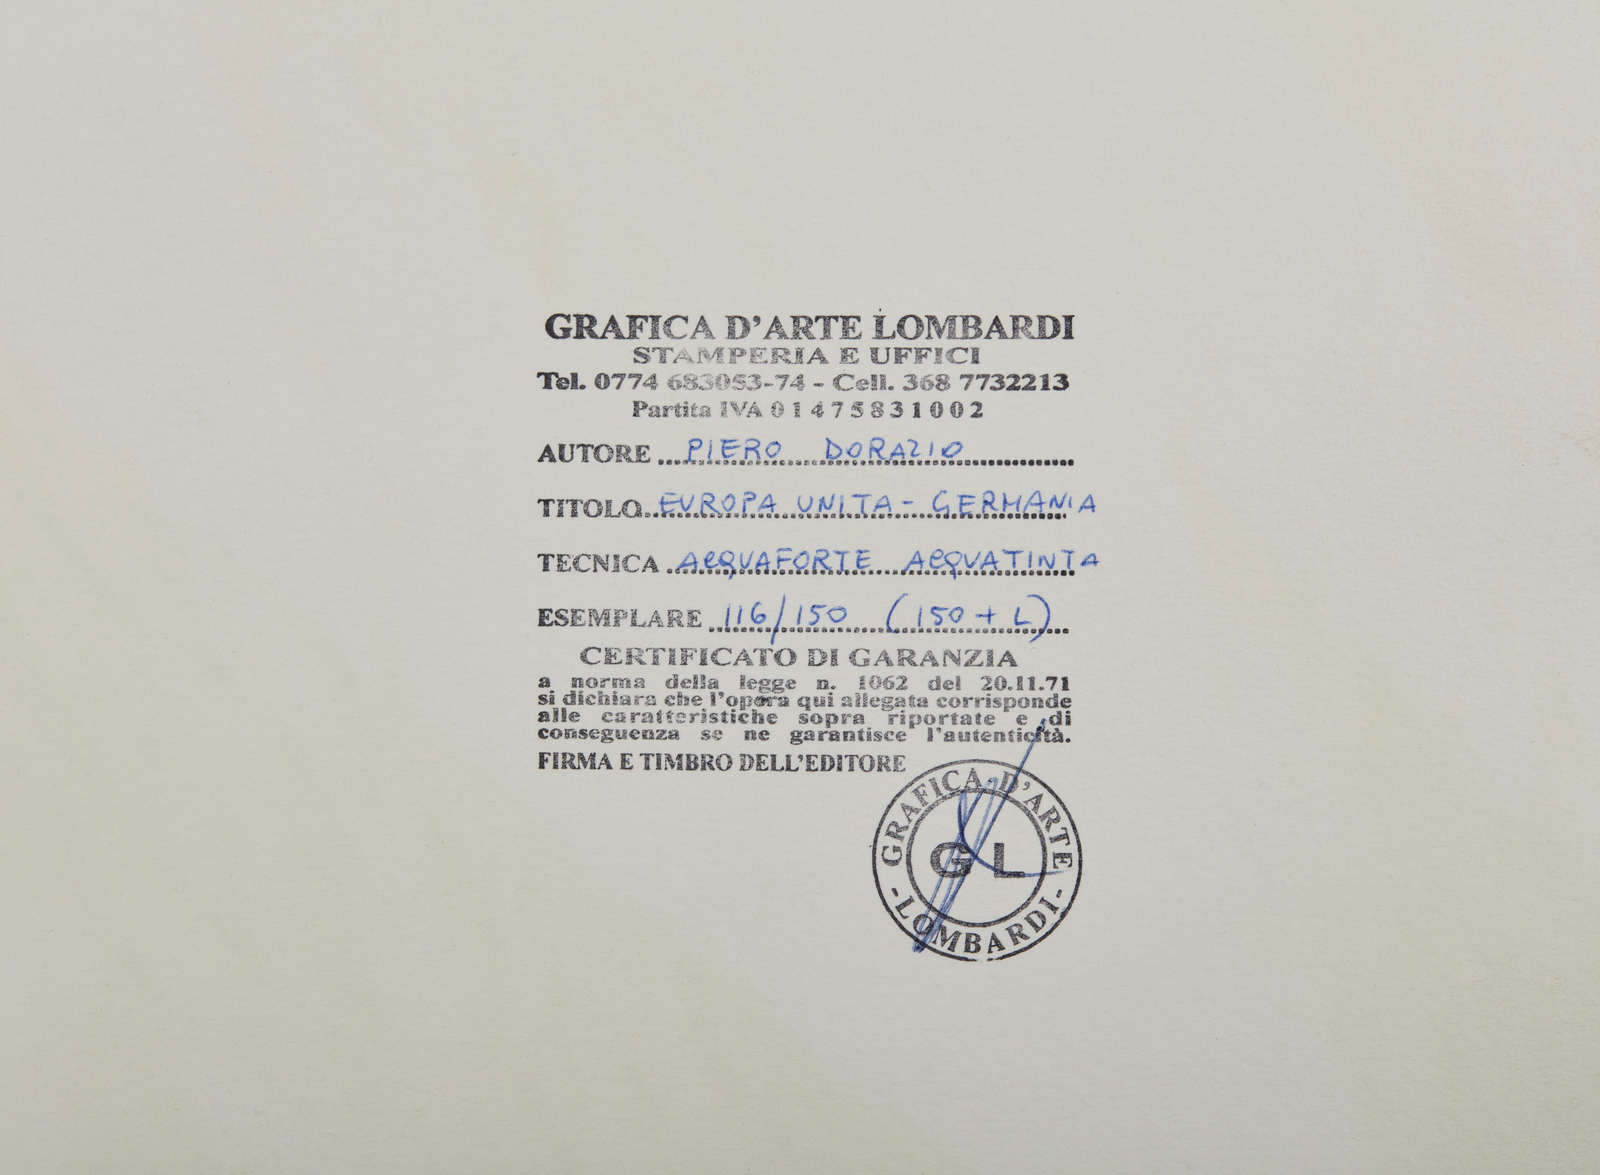 GRAFICA D'ARTE LOMBARDI
STAMPERIA E UFFICI
Tel. 0774 683053-74 - Cell. 368 7732213
Partita IVA 01475831002
AUTORE PIERO DORAZIO
TITOLO EUROPA UNITA - GERMANIA
TECNICA ACQUAFORTE ACQUATINTA
ESEMPLARE 116/150 (150 + L)
CERTIFICATO DI GARANZIA
a norma della legge n. 1062 del 20.11.71
si dichiara che l'opera qui allegata corrisponde
alle caratteristiche sopra riportate e di
conseguenza se ne garantisce l'autenticità.
FIRMA E TIMBRO DELL'EDITORE
GRAFICA D'ARTE
GL
- LOMBARDI -